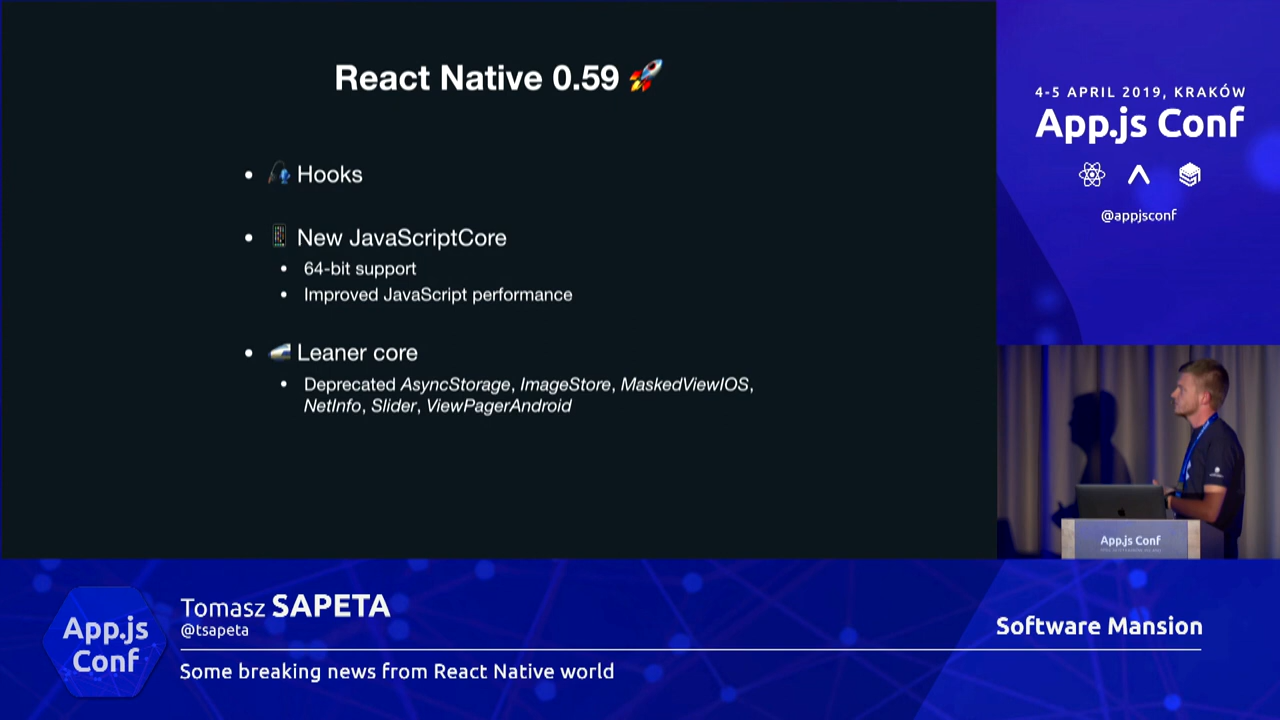 React Native 0.59 🚀
• 🎣 Hooks
• 📱 New JavaScriptCore
• 64-bit support
• Improved JavaScript performance
• 🚅 Leaner core
• Deprecated AsyncStorage, ImageStore, MaskedViewIOS,
NetInfo, Slider, ViewPagerAndroid
4-5 APRIL 2019, KRAKÓW
App.js Conf
@appjsconf
App.js Conf
App.js
Conf
Tomasz SAPETA
@tsapeta
Software Mansion
Some breaking news from React Native world